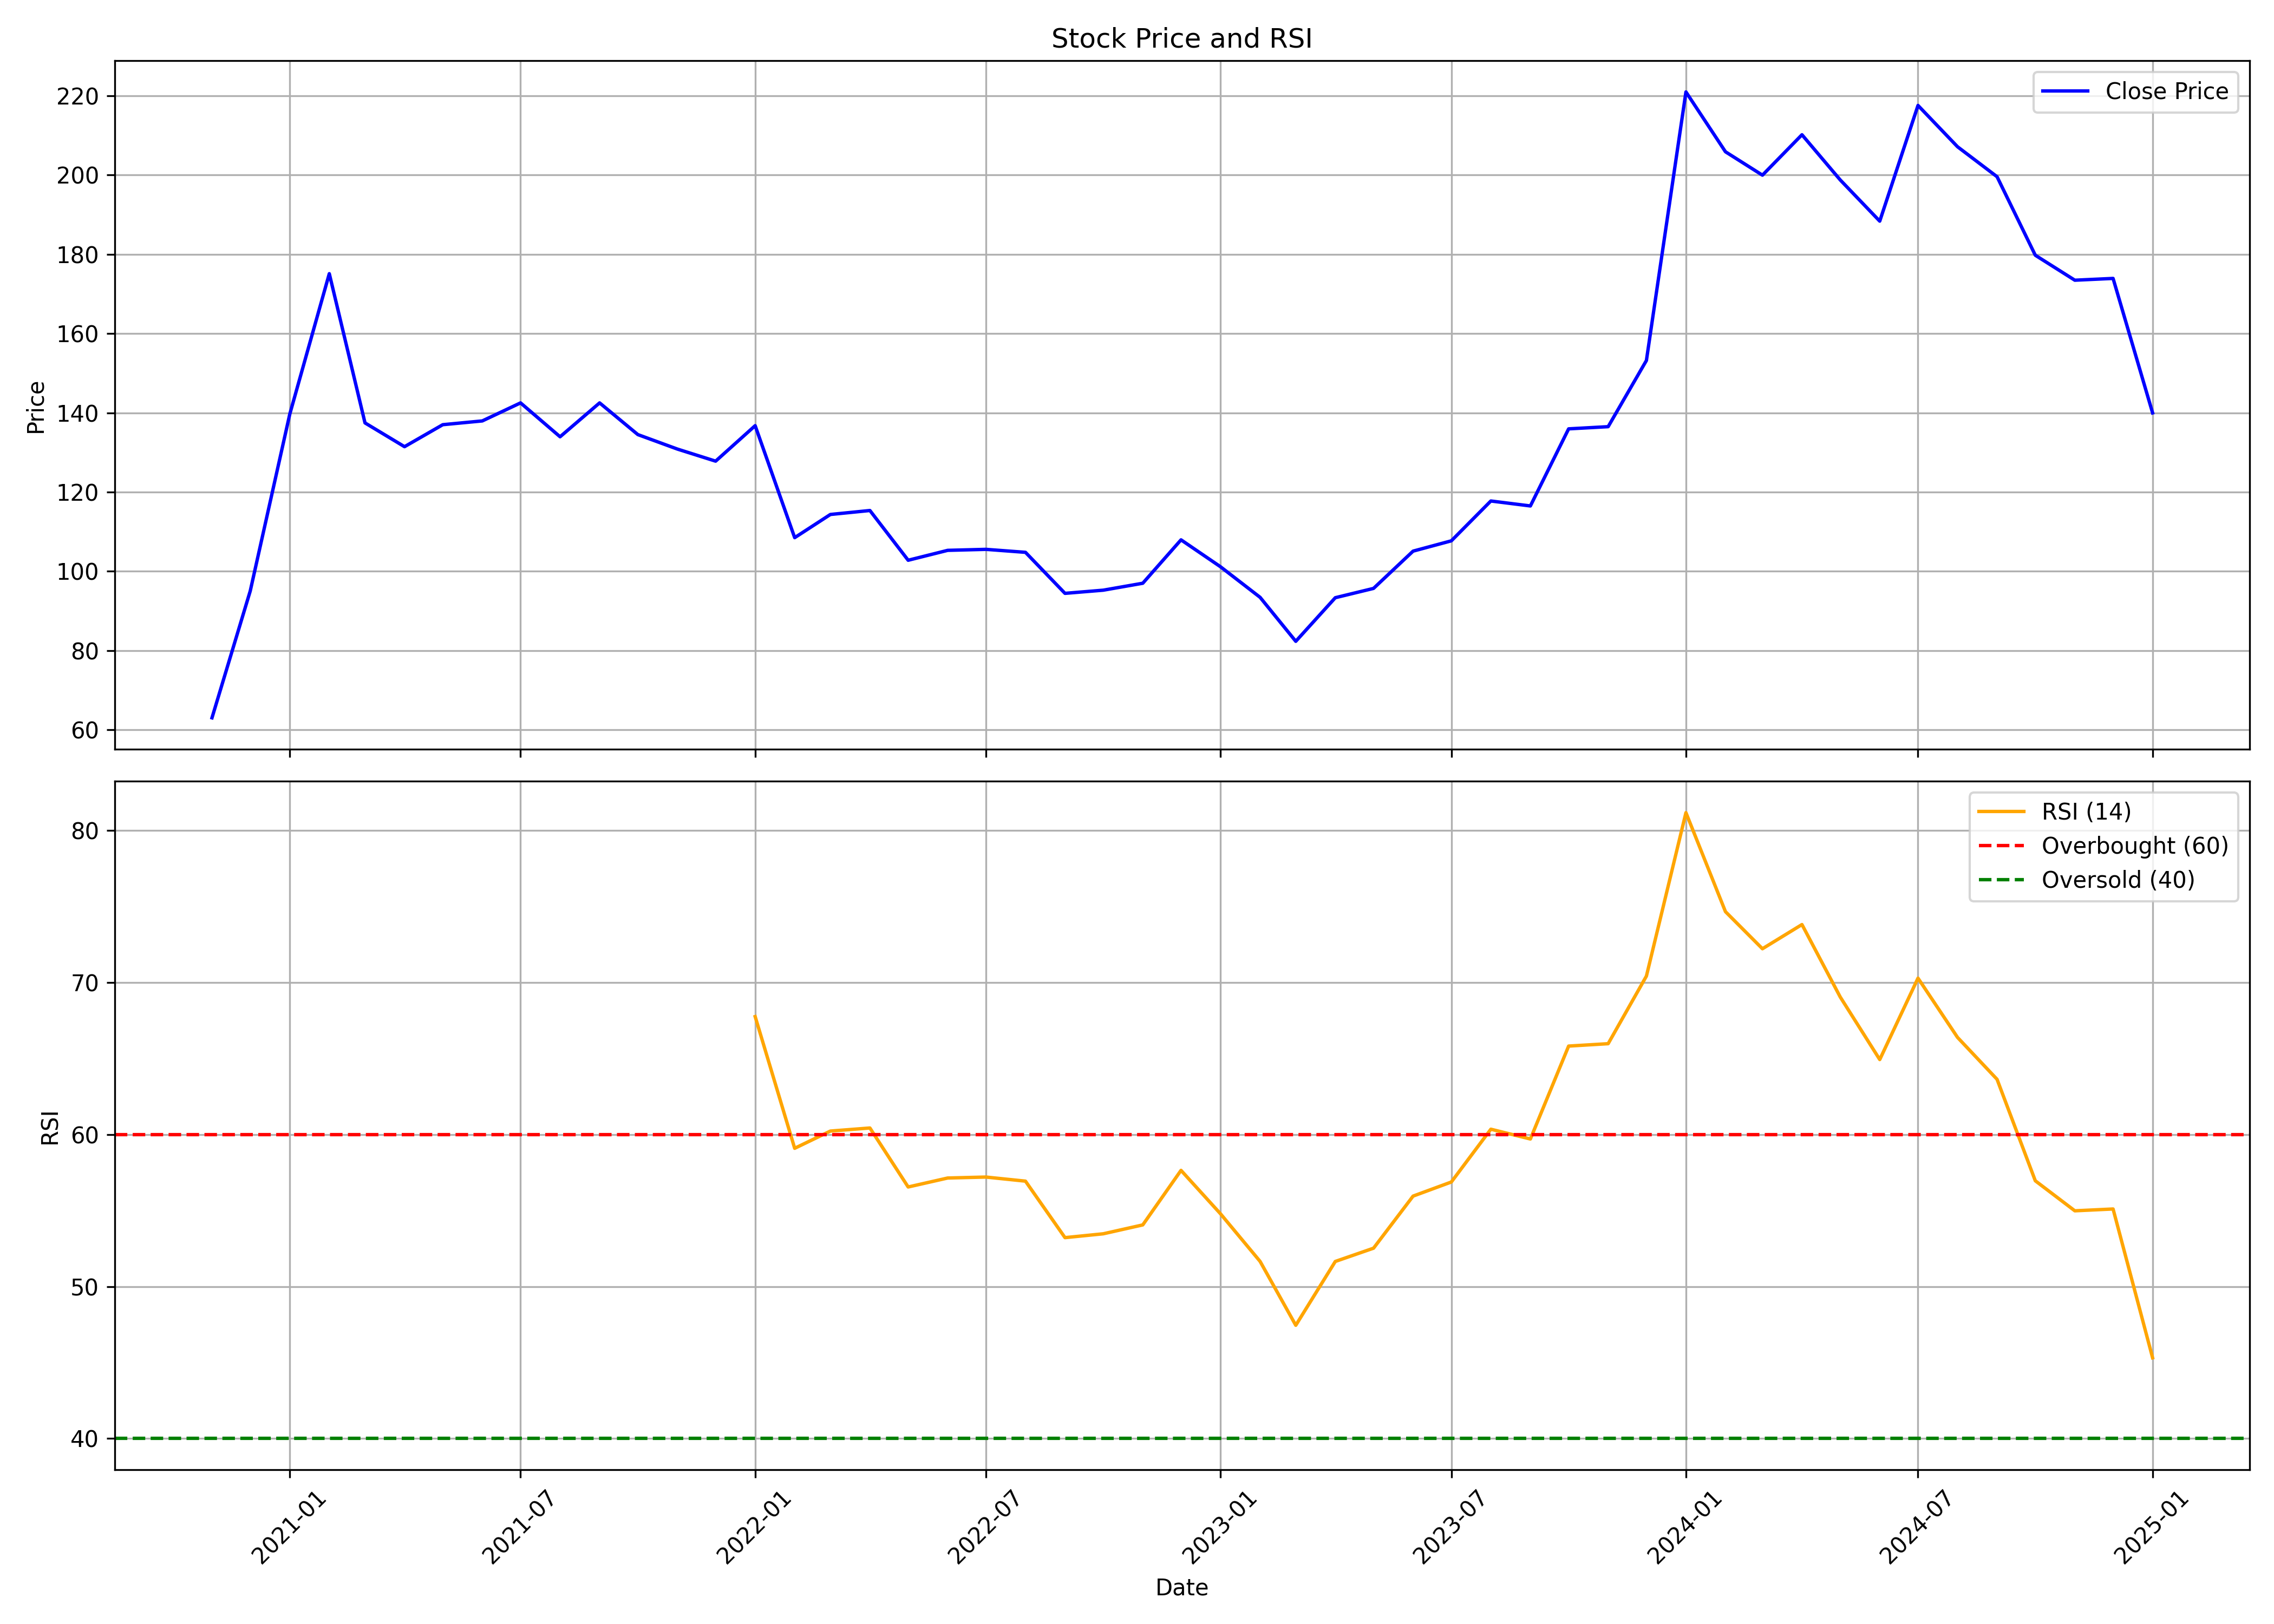 Stock Price and RSI
Price
220
200
180
160
140
120
100
80
60
Close Price
RSI
80
70
60
50
40
RSI (14)
Overbought (60)
Oversold (40)
2021-01
2021-07
2022-01
2022-07
2023-01
2023-07
2024-01
2024-07
2025-01
Date